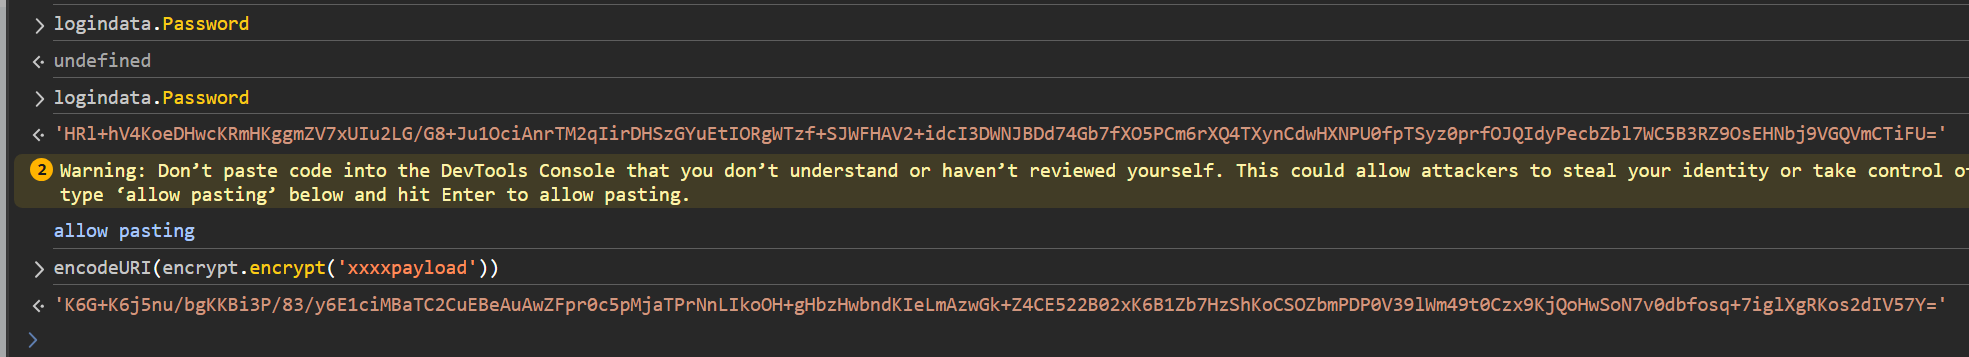 logindata.Password
undefined
logindata.Password
'HRl+hV4KoeDHwcKRmHKggmZV7xUIu2LG/G8+Ju1OciAnrTM2qIirDHSzGYuEtIORgWTzf+SJWFHAV2+idcI3DWNJBDd74Gb7fXO5PCm6rXQ4TXynCdwHXNPU0fpTSyz0prfOJQIdyPecbZbl7WC5B3RZ9OsEHNbj9VGQVmCTiFU='
2 Warning: Don’t paste code into the DevTools Console that you don’t understand or haven’t reviewed yourself. This could allow attackers to steal your identity or take control of
type ‘allow pasting’ below and hit Enter to allow pasting.
allow pasting
encodeURI(encrypt.encrypt('xxxxpayload'))
'K6G+K6j5nu/bgKKBi3P/83/y6E1ciMBaTC2CuEBeAuAwZFpr0c5pMjaTPrNnLIkoOH+gHbzHwbndKIeLmAzwGk+Z4CE522B02xK6B1Zb7HzShKoCSOZbmPDP0V39lWm49t0Czx9KjQoHwSoN7v0dbfosq+7iglXgRKos2dIV57Y='